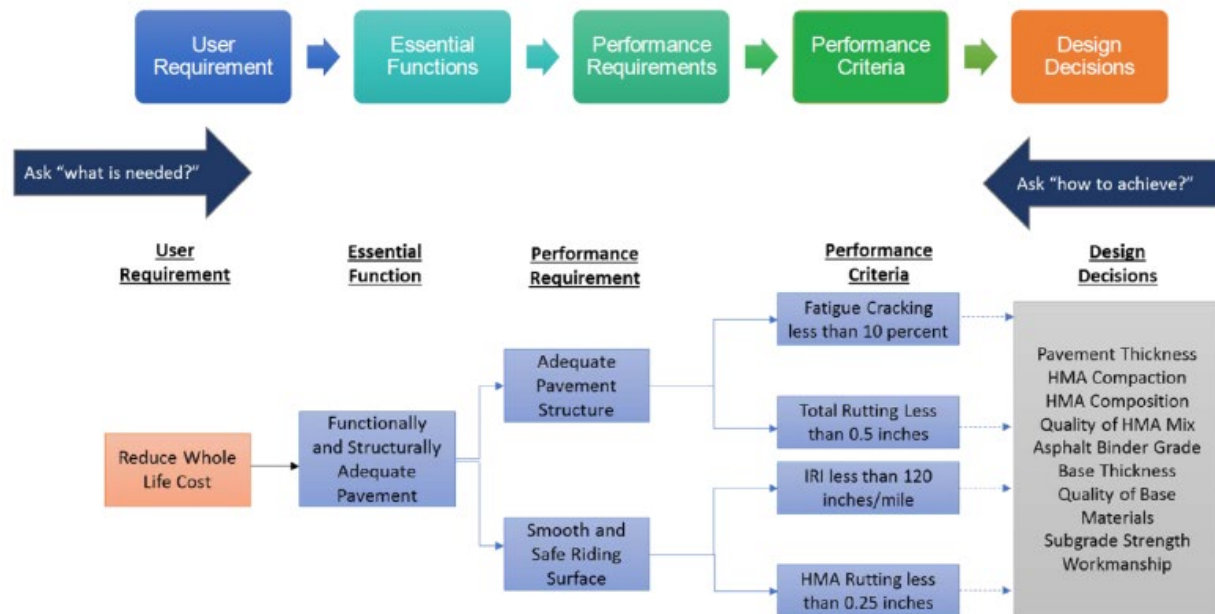 User
Requirement
Essential
Functions
Performance
Requirements
Performance
Criteria
Design
Decisions
Ask “what is needed?”
Ask “how to achieve?”
User
Requirement
Essential
Function
Performance
Requirement
Performance
Criteria
Design
Decisions
Reduce Whole
Life Cost
Functionally
and Structurally
Adequate
Pavement
Adequate
Pavement
Structure
Smooth and
Safe Riding
Surface
Fatigue Cracking
less than 10 percent
Total Rutting Less
than 0.5 inches
IRI less than 120
inches/mile
HMA Rutting less
than 0.25 inches
Pavement Thickness
HMA Compaction
HMA Composition
Quality of HMA Mix
Asphalt Binder Grade
Base Thickness
Quality of Base
Materials
Subgrade Strength
Workmanship